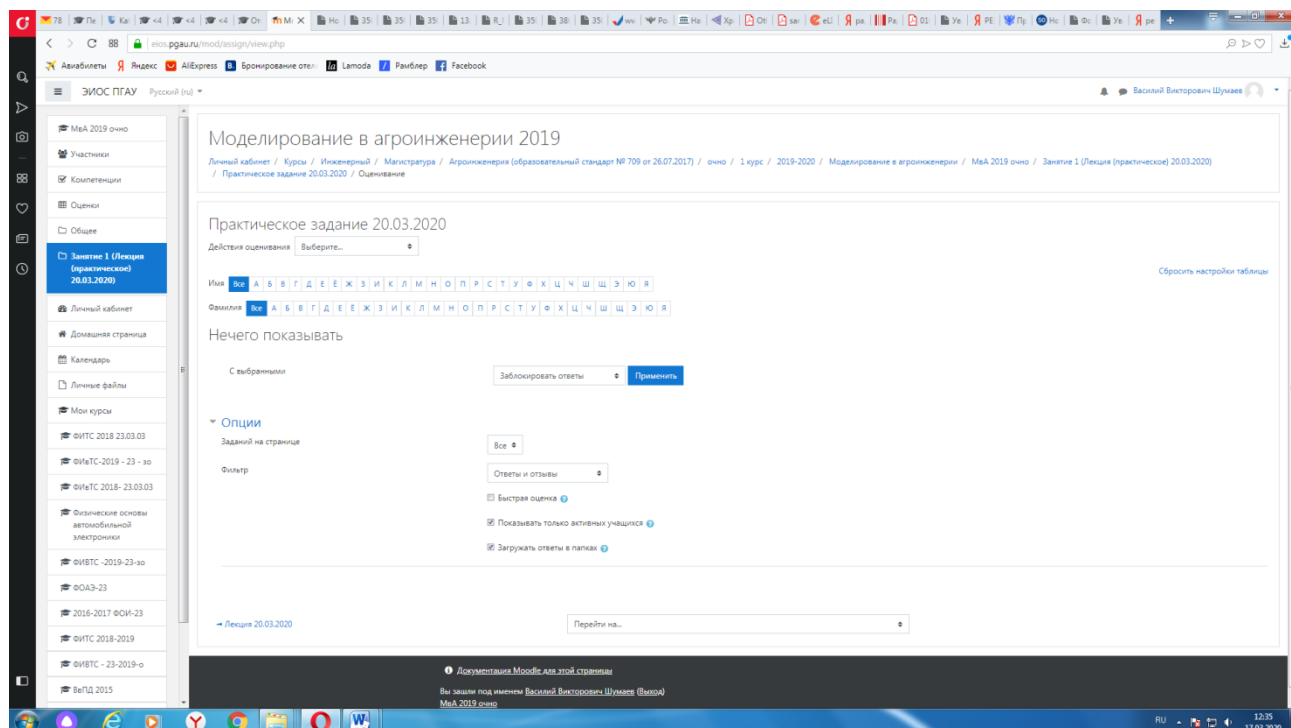 78
eios.pgau.ru/mod/assign/view.php
88
Авиабилеты Яндекс AliExpress Бронирование отел Lamoda Рамблер Facebook
ЭИОС ПГАУ Русский (ru)
Василий Викторович Шумаев
МвА 2019 очно
Участники
Компетенции
Оценки
Общее
Занятие 1 (Лекция
(практическое)
20.03.2020)
Личный кабинет
Домашняя страница
Календарь
Личные файлы
Мои курсы
ФИТС 2018 23.03.03
ФИвТС-2019 - 23 - зо
ФИвТС 2018- 23.03.03
Физические основы
автомобильной
электроники
ФИВТС -2019-23-зо
ФОАЭ-23
2016-2017 ФОИ-23
ФИТС 2018-2019
ФИВТС - 23-2019-о
ВеПД 2015
Моделирование в агроинженерии 2019
Личный кабинет / Курсы / Инженерный / Магистратура / Агроинженерия (образовательный стандарт № 709 от 26.07.2017) / очно / 1 курс / 2019-2020 / Моделирование в агроинженерии / МвА 2019 очно / Занятие 1 (Лекция (практическое) 20.03.2020)
/ Практическое задание 20.03.2020 / Оценивание
Практическое задание 20.03.2020
Действия оценивания Выберите...
Сбросить настройки таблицы
Имя Все А Б В Г Д Е Ё Ж З И К Л М Н О П Р С Т У Ф Х Ц Ч Ш Щ Э Ю Я
Фамилия Все А Б В Г Д Е Ё Ж З И К Л М Н О П Р С Т У Ф Х Ц Ч Ш Щ Э Ю Я
Нечего показывать
С выбранными Заблокировать ответы Применить
Опции
Заданий на странице Все
Фильтр Ответы и отзывы
Быстрая оценка
Показывать только активных учащихся
Загружать ответы в папках
Лекция 20.03.2020 Перейти на...
Документация Moodle для этой страницы
Вы зашли под именем Василий Викторович Шумаев (Выход)
МвА 2019 очно
RU 12:35
17.03.2020